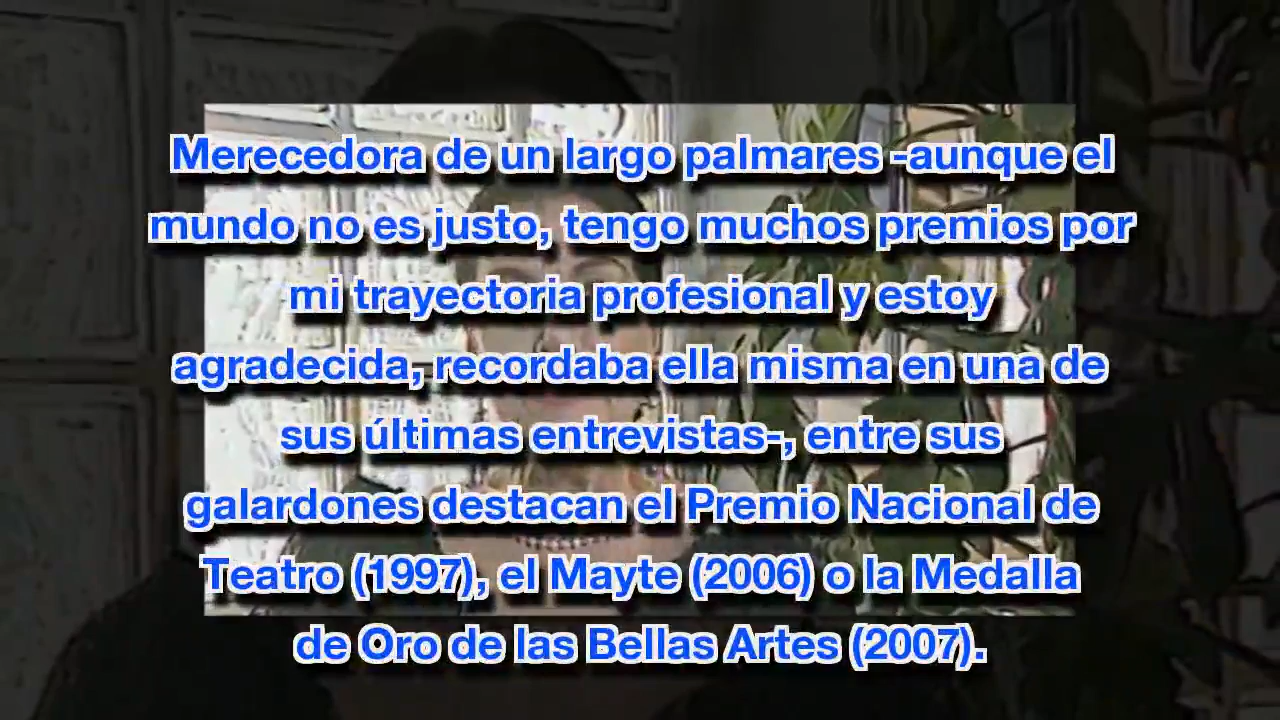 Merecedora de un largo palmares -aunque el
mundo no es justo, tengo muchos premios por
mi trayectoria profesional y estoy
agradecida, recordaba ella misma en una de
sus últimas entrevistas-, entre sus
galardones destacan el Premio Nacional de
Teatro (1997), el Mayte (2006) o la Medalla
de Oro de las Bellas Artes (2007).